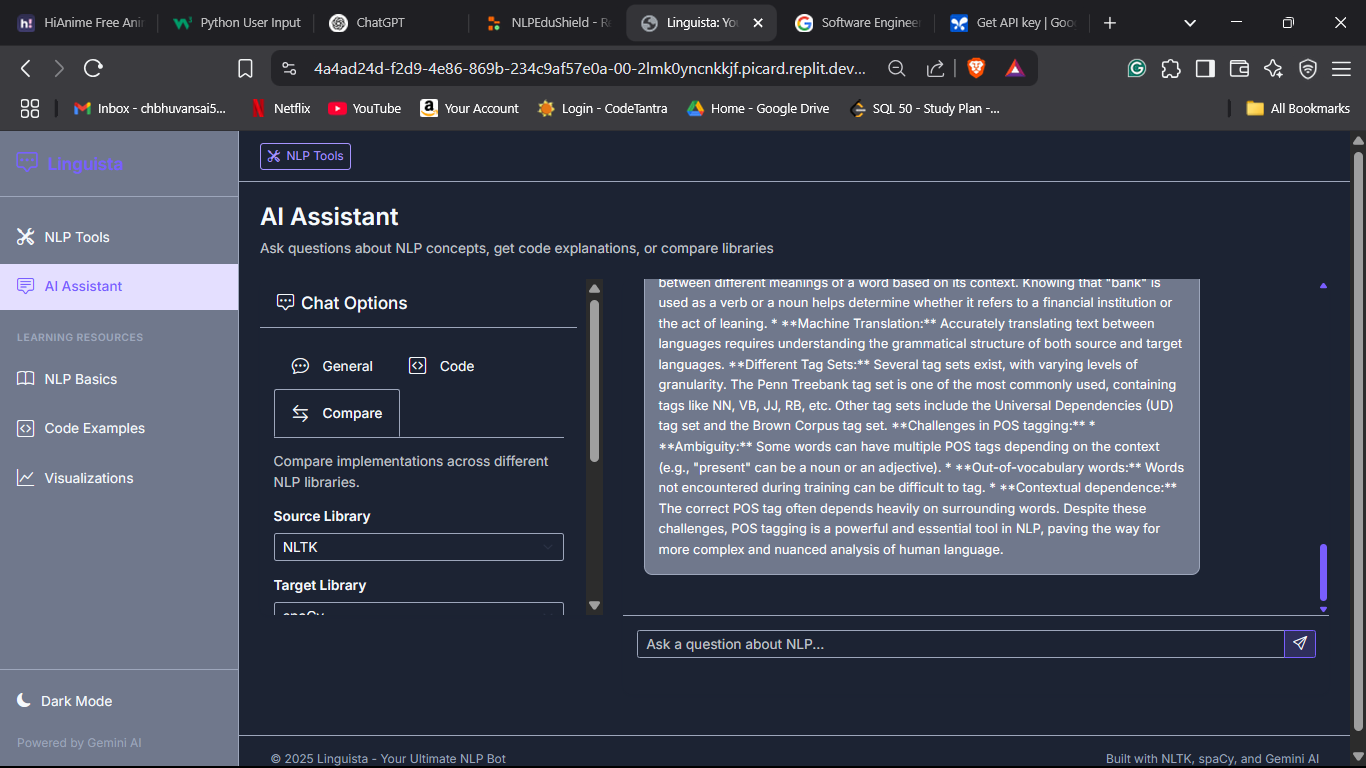 HiAnime Free Ani
Python User Input
ChatGPT
NLPEduShield - R
Linguista: Yo
Software Enginee
Get API key | Goo
4a4ad24d-f2d9-4e86-869b-234c9af57e0a-00-2lmk0yncnkkjf.picard.replit.dev...
Inbox - chbhuvansai5...
Netflix
YouTube
Your Account
Login - CodeTantra
Home - Google Drive
SQL 50 - Study Plan -...
All Bookmarks
Linguista
NLP Tools
AI Assistant
LEARNING RESOURCES
NLP Basics
Code Examples
Visualizations
Dark Mode
Powered by Gemini AI
NLP Tools
AI Assistant
Ask questions about NLP concepts, get code explanations, or compare libraries
Chat Options
General
Code
Compare
Compare implementations across different
NLP libraries.
Source Library
NLTK
Target Library
spaCy
between different meanings of a word based on its context. Knowing that "bank" is
used as a verb or a noun helps determine whether it refers to a financial institution or
the act of leaning. * **Machine Translation:** Accurately translating text between
languages requires understanding the grammatical structure of both source and target
languages. **Different Tag Sets:** Several tag sets exist, with varying levels of
granularity. The Penn Treebank tag set is one of the most commonly used, containing
tags like NN, VB, JJ, RB, etc. Other tag sets include the Universal Dependencies (UD)
tag set and the Brown Corpus tag set. **Challenges in POS tagging:** *
**Ambiguity:** Some words can have multiple POS tags depending on the context
(e.g., "present" can be a noun or an adjective). * **Out-of-vocabulary words:** Words
not encountered during training can be difficult to tag. * **Contextual dependence:**
The correct POS tag often depends heavily on surrounding words. Despite these
challenges, POS tagging is a powerful and essential tool in NLP, paving the way for
more complex and nuanced analysis of human language.
Ask a question about NLP...
© 2025 Linguista - Your Ultimate NLP Bot
Built with NLTK, spaCy, and Gemini AI